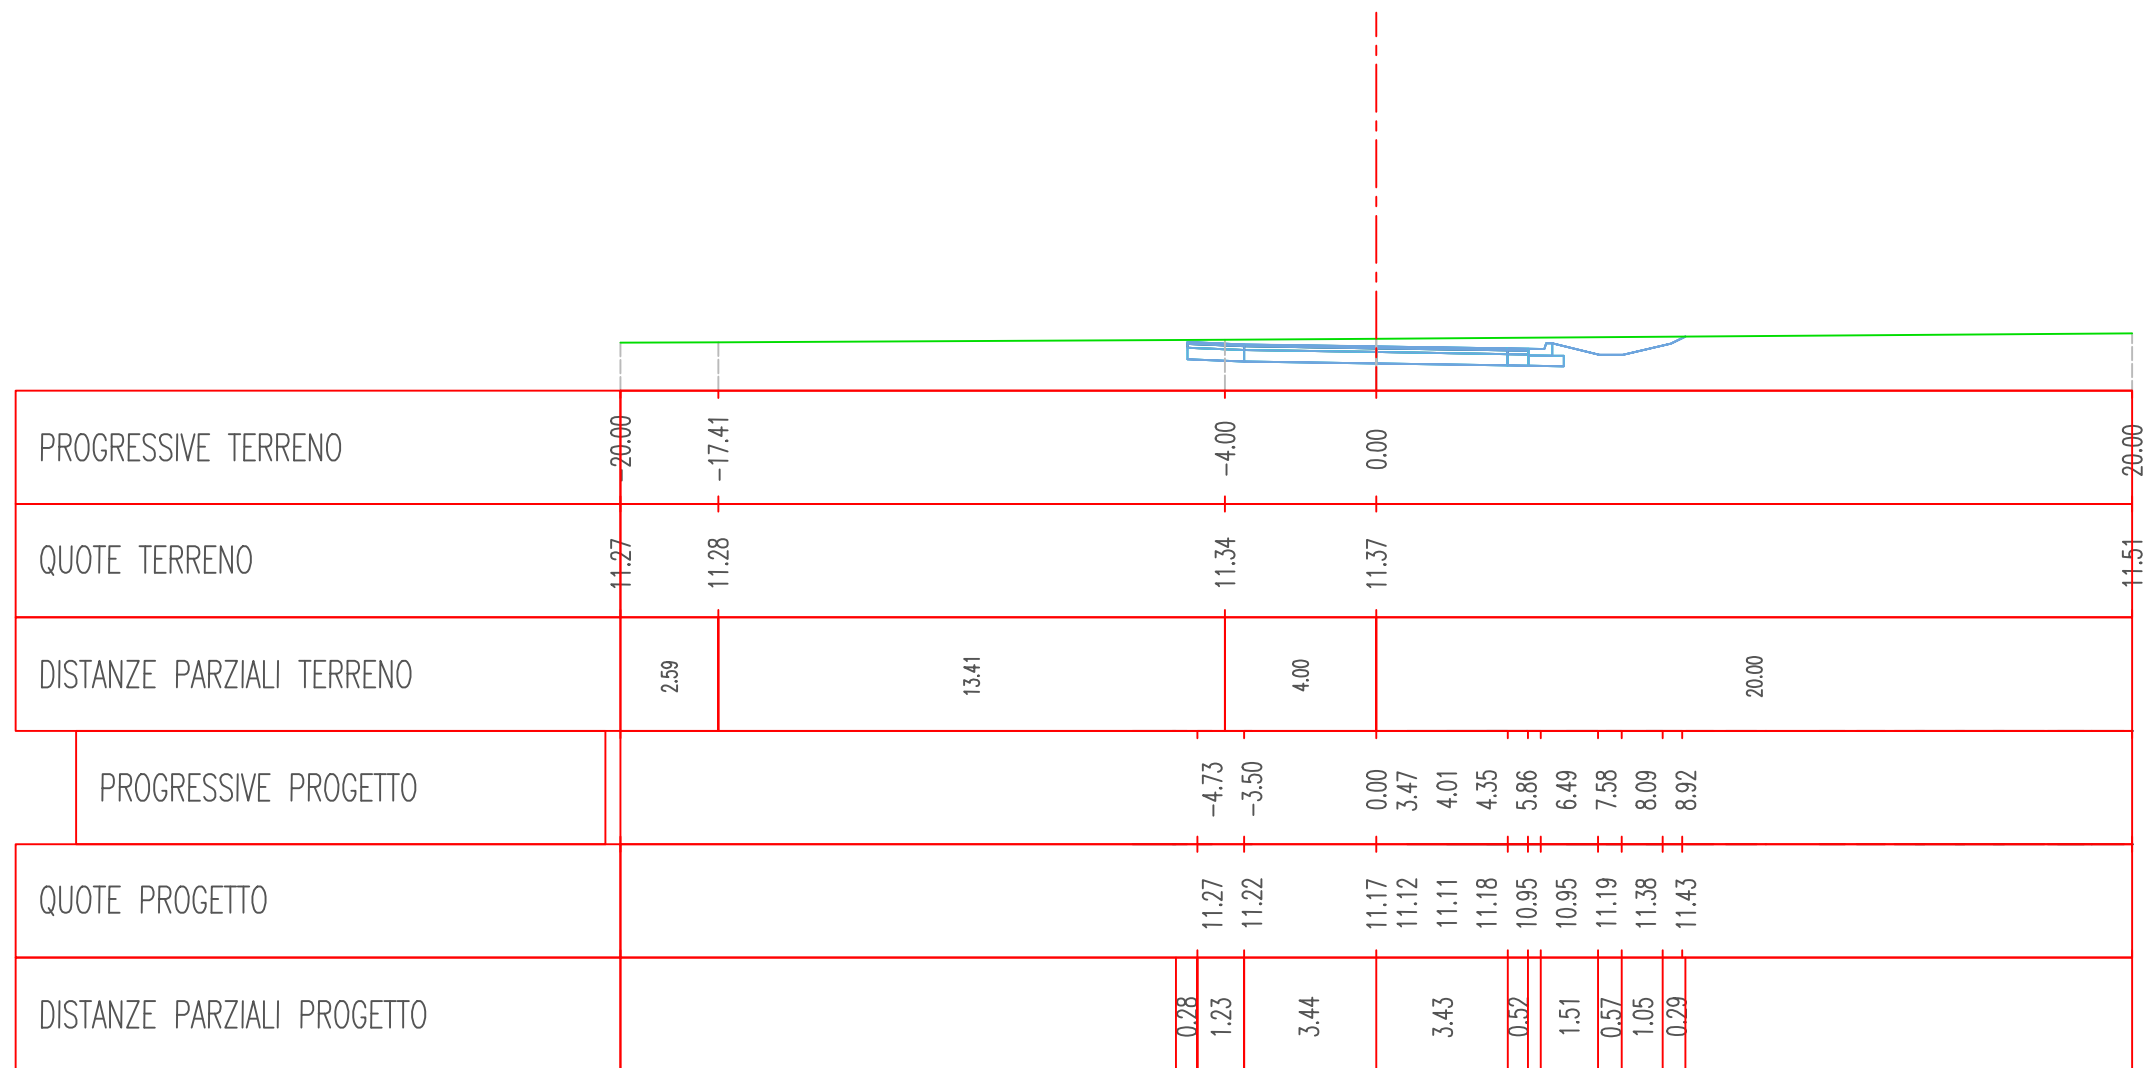 PROGRESSIVE TERRENO -20.00 -17.41 -4.00 0.00 20.00
QUOTE TERRENO 11.27 11.28 11.34 11.37 11.51
DISTANZE PARZIALI TERRENO 2.59 13.41 4.00 20.00
PROGRESSIVE PROGETTO -4.73 -3.50 0.00 3.47 4.01 4.35 5.86 6.49 7.58 8.09 8.92
QUOTE PROGETTO 11.27 11.22 11.17 11.12 11.11 11.18 10.95 10.95 11.19 11.38 11.43
DISTANZE PARZIALI PROGETTO 0.28 1.23 3.44 3.43 0.52 1.51 0.57 1.05 0.29